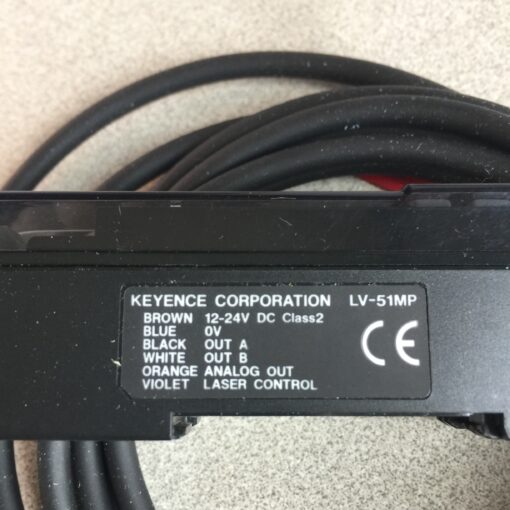 KEYENCE CORPORATION LV-51MP
BROWN 12-24V DC Class2
BLUE 0V
BLACK OUT A
WHITE OUT B
ORANGE ANALOG OUT
VIOLET LASER CONTROL
CE